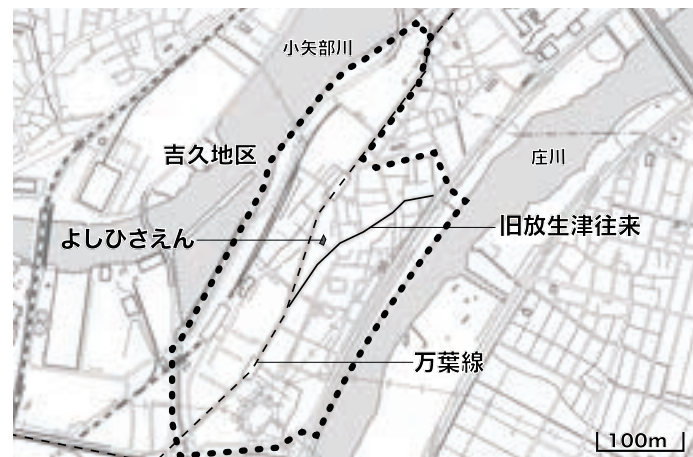 小矢部川
吉久地区
庄川
よしひさえん
旧放生津往来
万葉線
100m